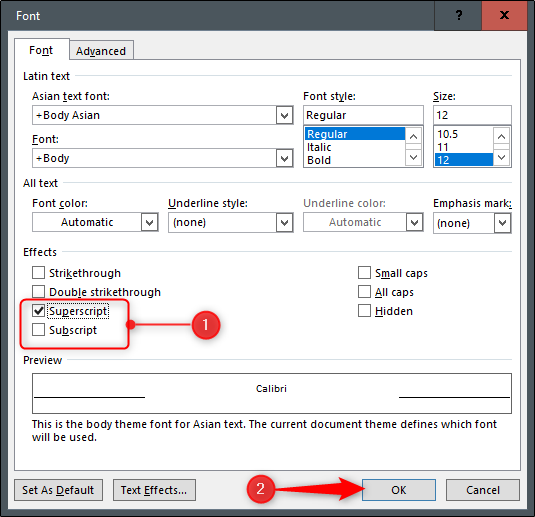 Font
?
Font
Advanced
Latin text
Asian text font:
Font style:
Size:
+Body Asian
Regular
12
Font:
+Body
Regular
Italic
Bold
10.5
11
12
All text
Font color:
Underline style:
Underline color:
Emphasis mark:
Automatic
(none)
Automatic
(none)
Effects
Strikethrough
Small caps
Double strikethrough
All caps
Superscript
Hidden
Subscript
1
Preview
Calibri
This is the body theme font for Asian text. The current document theme defines which font
will be used.
2
Set As Default
Text Effects...
OK
Cancel